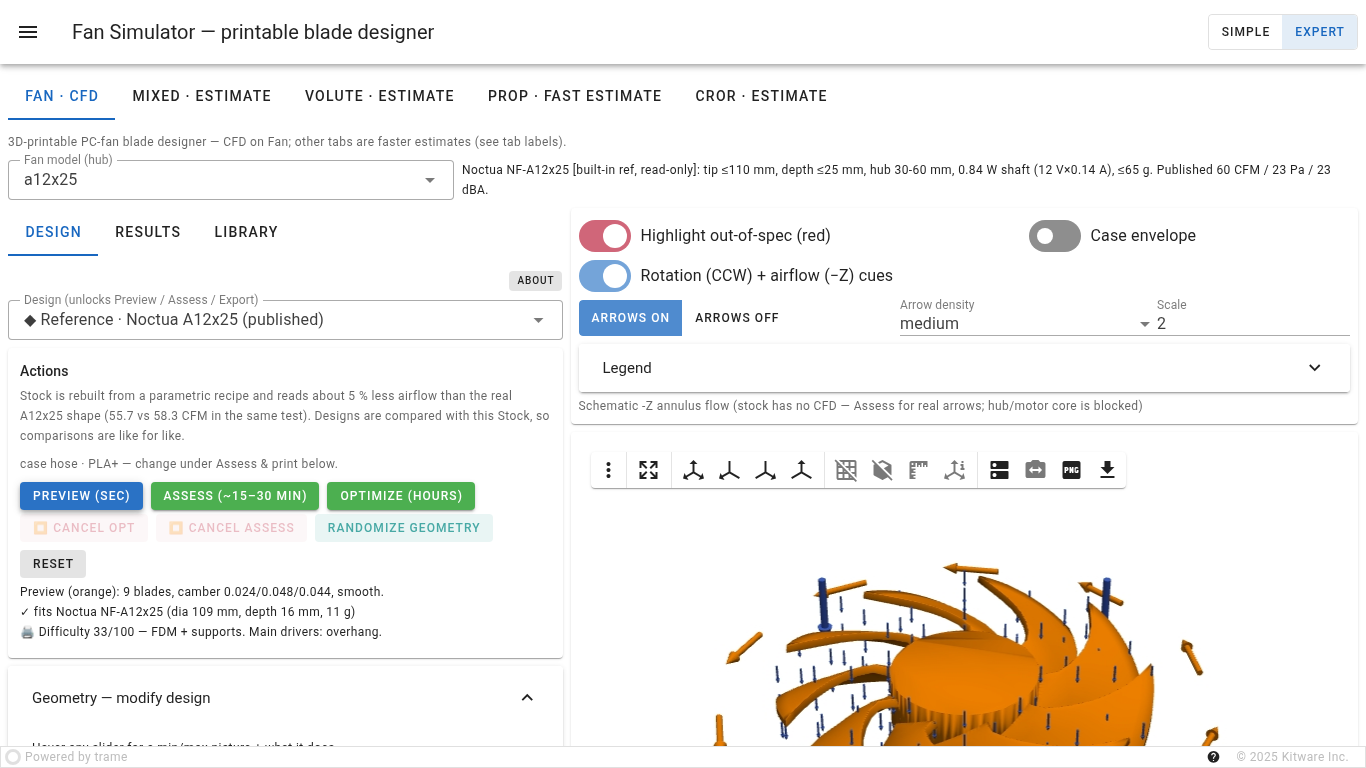 Fan Simulator — printable blade designer
SIMPLE
EXPERT
FAN · CFD
MIXED · ESTIMATE
VOLUTE · ESTIMATE
PROP · FAST ESTIMATE
CROR · ESTIMATE
3D-printable PC-fan blade designer — CFD on Fan; other tabs are faster estimates (see tab labels).
Fan model (hub)
a12x25
Noctua NF-A12x25 [built-in ref, read-only]: tip ≤110 mm, depth ≤25 mm, hub 30-60 mm, 0.84 W shaft (12 V×0.14 A), ≤65 g. Published 60 CFM / 23 Pa / 23
dBA.
DESIGN
RESULTS
LIBRARY
ABOUT
Design (unlocks Preview / Assess / Export)
◆ Reference · Noctua A12x25 (published)
Actions
Stock is rebuilt from a parametric recipe and reads about 5 % less airflow than the real
A12x25 shape (55.7 vs 58.3 CFM in the same test). Designs are compared with this Stock, so
comparisons are like for like.
case hose · PLA+ — change under Assess & print below.
PREVIEW (SEC)
ASSESS (~15–30 MIN)
OPTIMIZE (HOURS)
CANCEL OPT
CANCEL ASSESS
RANDOMIZE GEOMETRY
RESET
Preview (orange): 9 blades, camber 0.024/0.048/0.044, smooth.
✓ fits Noctua NF-A12x25 (dia 109 mm, depth 16 mm, 11 g)
🖨️ Difficulty 33/100 — FDM + supports. Main drivers: overhang.
Geometry — modify design
Highlight out-of-spec (red)
Case envelope
Rotation (CCW) + airflow (−Z) cues
ARROWS ON
ARROWS OFF
Arrow density
medium
Scale
2
Legend
Schematic -Z annulus flow (stock has no CFD — Assess for real arrows; hub/motor core is blocked)
PNG
Powered by trame
© 2025 Kitware Inc.